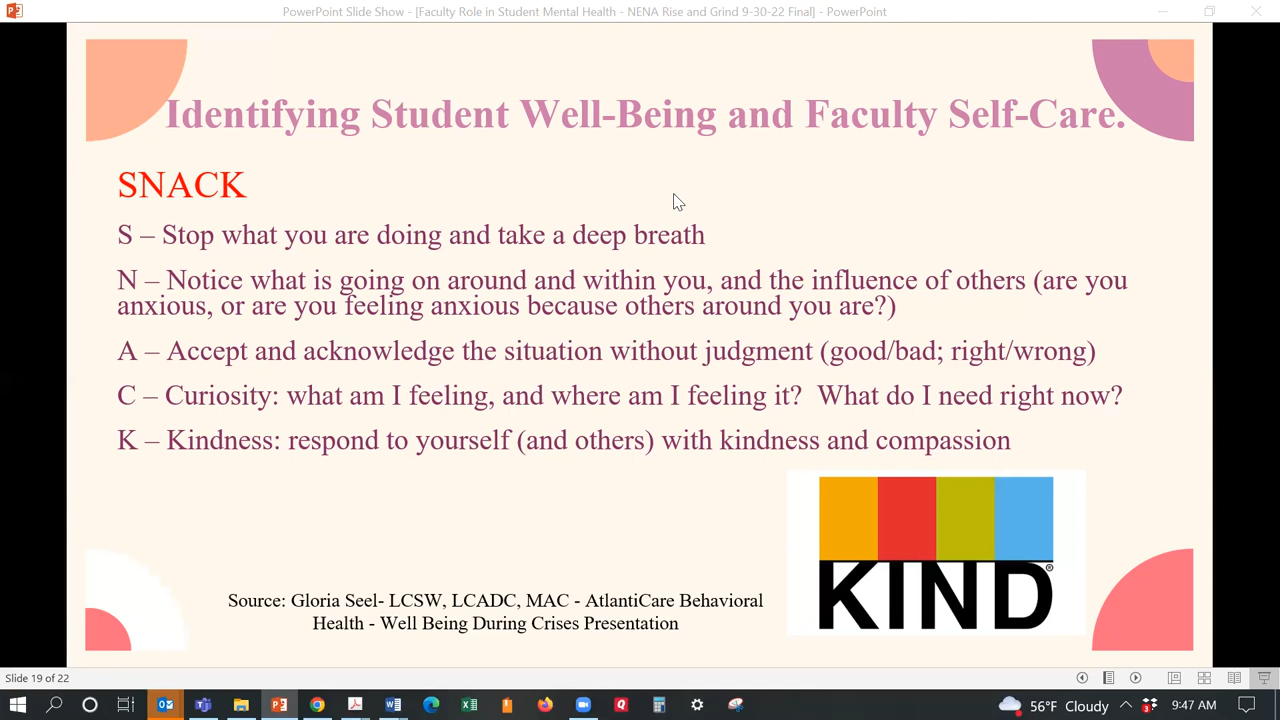 PowerPoint Slide Show - [Faculty Role in Student Mental Health - NENA Rise and Grind 9-30-22 Final] - PowerPoint
Identifying Student Well-Being and Faculty Self-Care.
SNACK
S – Stop what you are doing and take a deep breath
N – Notice what is going on around and within you, and the influence of others (are you
anxious, or are you feeling anxious because others around you are?)
A – Accept and acknowledge the situation without judgment (good/bad; right/wrong)
C – Curiosity: what am I feeling, and where am I feeling it?  What do I need right now?
K – Kindness: respond to yourself (and others) with kindness and compassion
KIND®
Source: Gloria Seel- LCSW, LCADC, MAC - AtlantiCare Behavioral
Health - Well Being During Crises Presentation
Slide 19 of 22
56°F Cloudy
9:47 AM